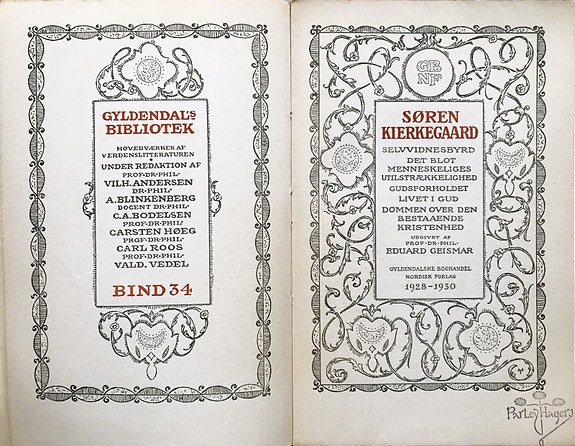 GYLDENDAL'S
BIBLIOTEK
HOVEDVÆRKER AF
VERDENSLITTERATUREN
UNDER REDAKTION AF
PROF·DR·PHIL·
VILH. ANDERSEN
DR·PHIL·
A. BLINKENBERG
DOCENT DR·PHIL·
C. A. BODELSEN
PROF·DR·PHIL·
CARSTEN HØEG
PROF·DR·PHIL·
CARL ROOS
PROF·DR·PHIL·
VALD. VEDEL
BIND 34
GB
NF
SØREN
KIERKEGAARD
SELVVIDNESBYRD
DET BLOT
MENNESKELIGES
UTILSTRÆKKELIGHED
GUDSFORHOLDET
LIVET I GUD
DOMMEN OVER DEN
BESTAAENDE
KRISTENHED
UDGIVET AF
PROF·DR·PHIL·
EDUARD GEISMAR
GYLDENDALSKE BOGHANDEL
NORDISK FORLAG
1928-1930